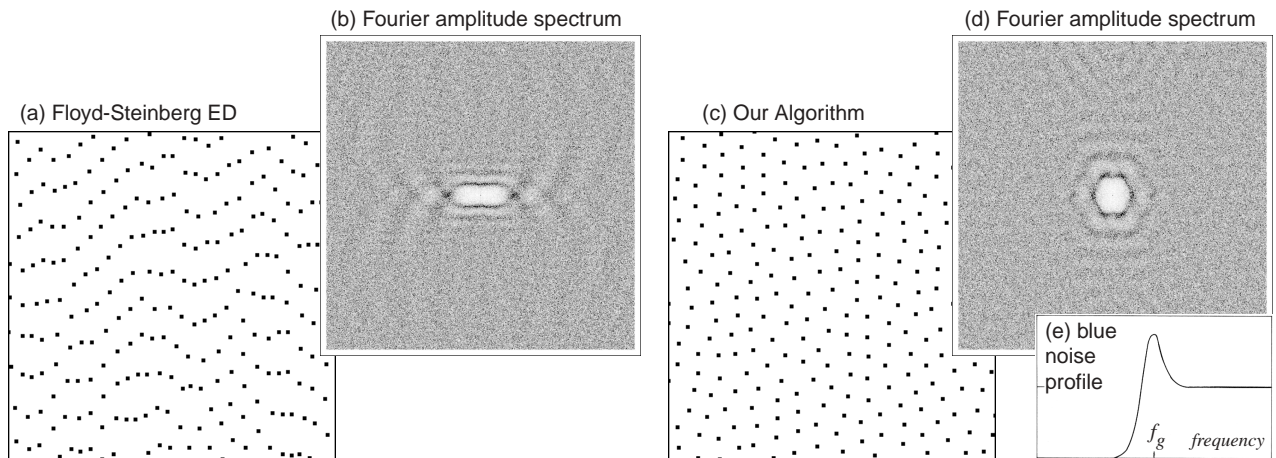 (b) Fourier amplitude spectrum
(d) Fourier amplitude spectrum
(a) Floyd-Steinberg ED
(c) Our Algorithm
(e) blue
noise
profile
f_g
frequency